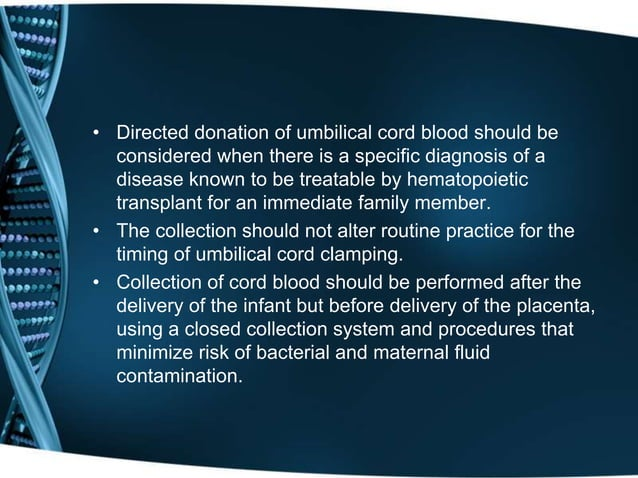 • Directed donation of umbilical cord blood should be
considered when there is a specific diagnosis of a
disease known to be treatable by hematopoietic
transplant for an immediate family member.
• The collection should not alter routine practice for the
timing of umbilical cord clamping.
• Collection of cord blood should be performed after the
delivery of the infant but before delivery of the placenta,
using a closed collection system and procedures that
minimize risk of bacterial and maternal fluid
contamination.